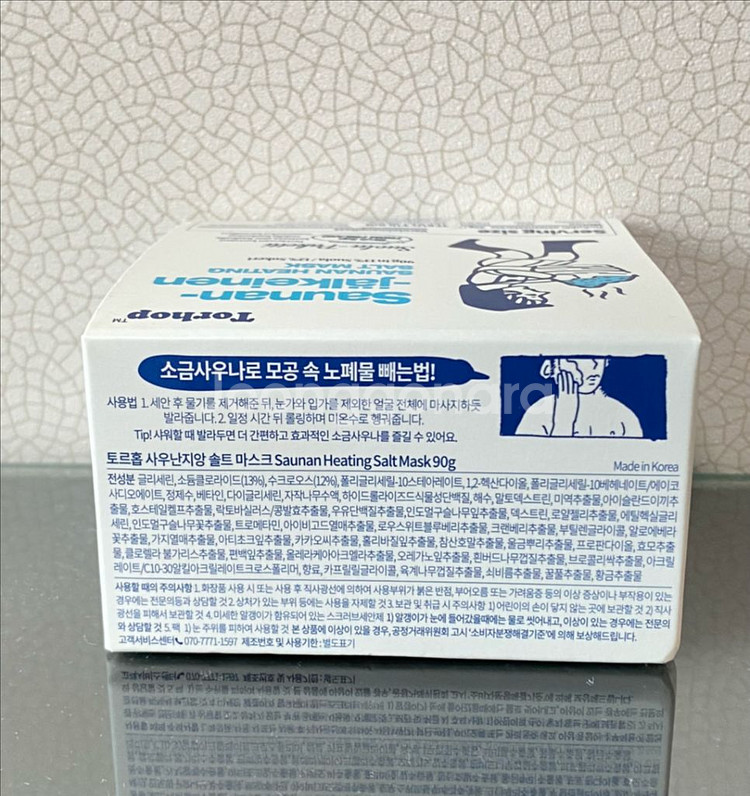 serving size
Saunan-
-jälkeinen
SAUNAN HEATING
SALT MASK
Torhop™
소금사우나로 모공 속 노폐물 빼는법!
사용법 1. 세안 후 물기를 제거해준 뒤, 눈가와 입가를 제외한 얼굴 전체에 마사지하듯
발라줍니다. 2. 일정 시간 뒤 롤링하며 미온수로 헹궈줍니다.
Tip! 샤워할 때 발라두면 더 간편하고 효과적인 소금사우나를 즐길 수 있어요.
토르홉 사우난지앙 솔트 마스크 Saunan Heating Salt Mask 90g
Made in Korea
전성분 글리세린, 소듐클로라이드(13%), 수크로오스(12%), 폴리글리세릴-10스테아레이트, 1,2-헥산다이올, 폴리글리세릴-10베헤네이트/에이코
사디오에이트, 정제수, 베타인, 다이글리세린, 자작나무수액, 하이드롤라이즈드식물성단백질, 해수, 말토덱스트린, 미역추출물, 아이슬란드이끼추
출물, 호스테일켈프추출물, 락토바실러스/콩발효추출물, 우유단백질추출물, 인도멀구슬나무잎추출물, 덱스트린, 로얄젤리추출물, 에틸헥실글리
세린, 인도멀구슬나무꽃추출물, 트로메타민, 아이비고드열매추출물, 로우스위트블루베리추출물, 크랜베리추출물, 부틸렌글라이콜, 알로에베라
꽃추출물, 가지열매추출물, 아티초크잎추출물, 카카오씨추출물, 홀리바질잎추출물, 참산호말추출물, 울금뿌리추출물, 프로판다이올, 효모추출
물, 클로렐라 불가리스추출물, 편백잎추출물, 올리브잎추출물, 오레가노잎추출물, 흰버드나무껍질추출물, 브로콜리싹추출물, 아크릴
레이트/C10-30알킬아크릴레이트크로스폴리머, 향료, 카프릴릴글라이콜, 육계나무껍질추출물, 쇠비름추출물, 꿀풀추출물, 황금추출물
사용할 때의 주의사항 1. 화장품 사용 시 또는 사용 후 직사광선에 의하여 사용부위가 붉은 반점, 부어오름 또는 가려움증 등의 이상 증상이나 부작용이 있는
경우에는 전문의등과 상담할 것 2. 상처가 있는 부위 등에는 사용을 자제할 것 3. 보관 및 취급 시 주의사항 1) 어린이의 손이 닿지 않는 곳에 보관할 것 2) 직사
광선을 피해서 보관할 것 4. 미세한 알갱이가 함유되어 있는 스크러브세안제 1) 알갱이가 눈에 들어갔을때에는 물로 씻어내고, 이상이 있는 경우에는 전문의
와 상담할 것 5. 팩 1) 눈 주위를 피하여 사용할 것 본 상품에 이상이 있을 경우, 공정거래위원회 고시 '소비자분쟁해결기준'에 의해 보상해드립니다.
고객서비스센터 070-7771-1597 제조번호 및 사용기한 : 별도표기